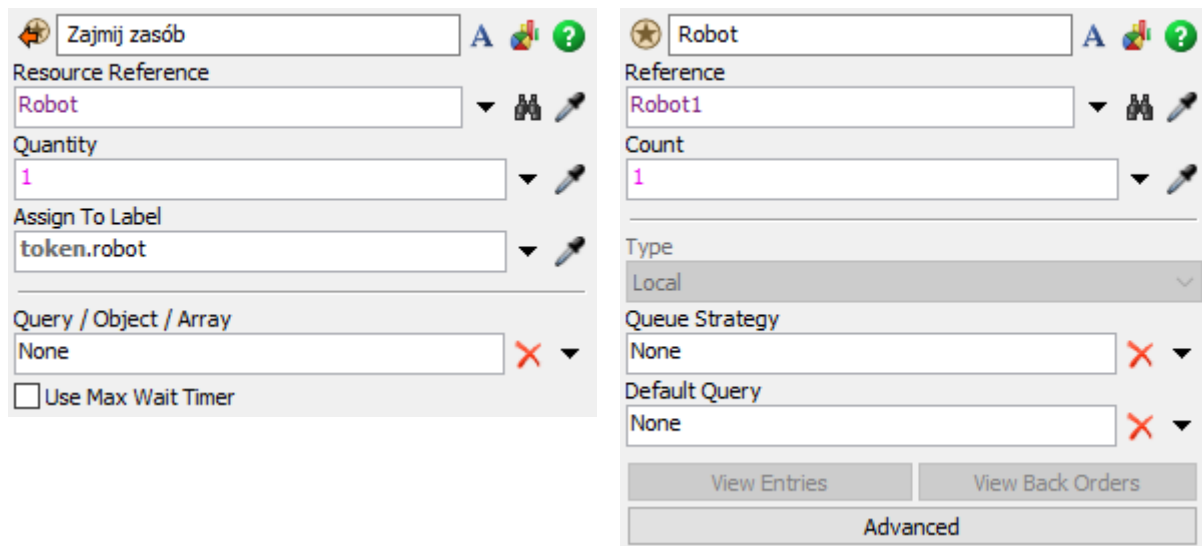 Zajmij zasób
A
?
Resource Reference
Robot
Quantity
1
Assign To Label
token.robot
Query / Object / Array
None
Use Max Wait Timer
Robot
A
?
Reference
Robot1
Count
1
Type
Local
Queue Strategy
None
Default Query
None
View Entries View Back Orders
Advanced